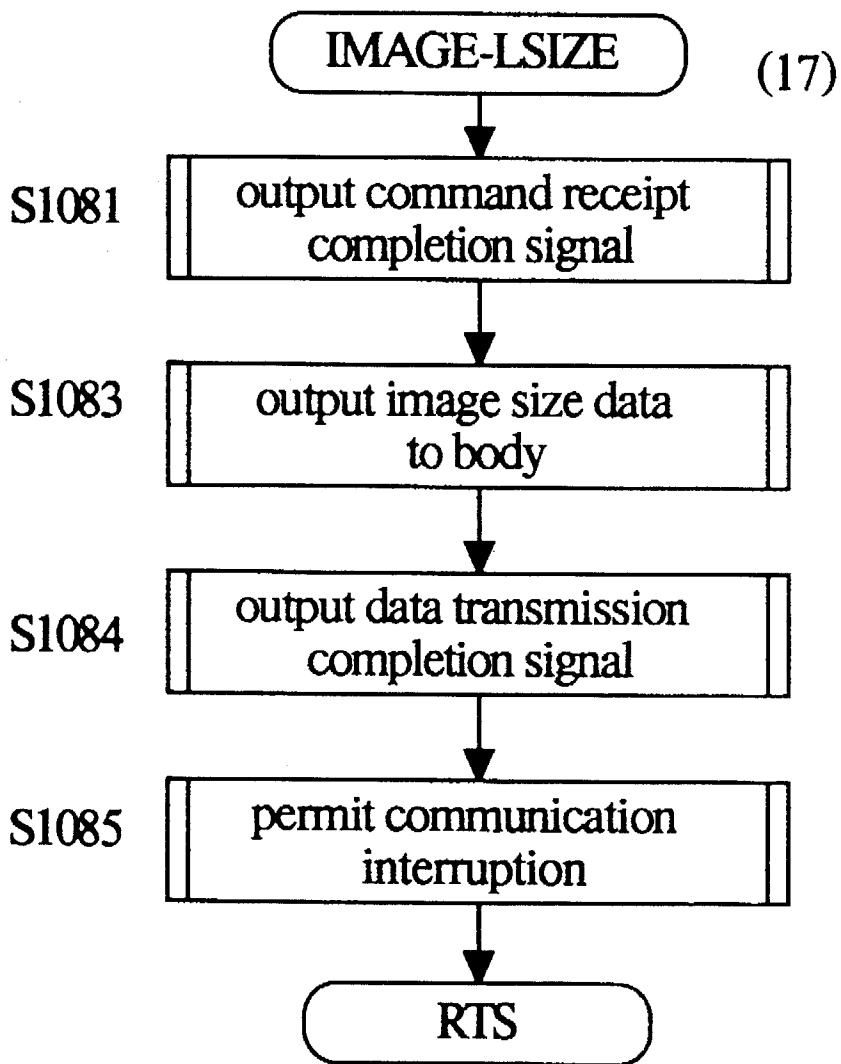 IMAGE-LSIZE
(17)
S1081
output command receipt
completion signal
S1083
output image size data
to body
S1084
output data transmission
completion signal
S1085
permit communication
interruption
RTS